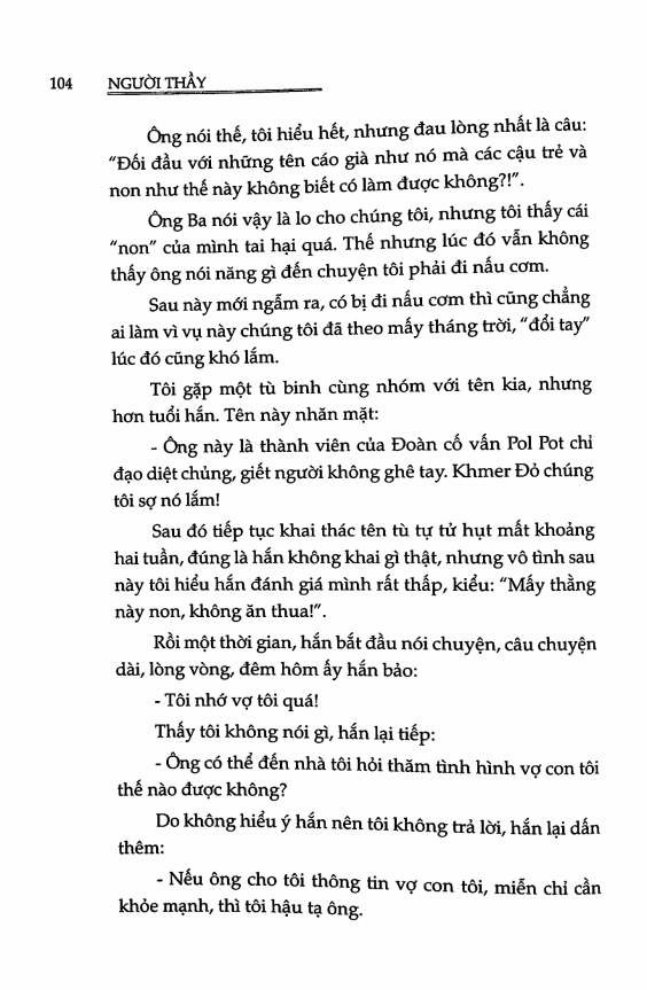 104 NGƯỜI THẦY
Ông nói thế, tôi hiểu hết, nhưng đau lòng nhất là câu:
"Đối đầu với những tên cáo già như nó mà các cậu trẻ và
non như thế này không biết có làm được không?!".
Ông Ba nói vậy là lo cho chúng tôi, nhưng tôi thấy cái
"non" của mình tai hại quá. Thế nhưng lúc đó vẫn không
thấy ông nói năng gì đến chuyện tôi phải đi nấu cơm.
Sau này mới ngẫm ra, có bị đi nấu cơm thì cũng chẳng
ai làm vì vụ này chúng tôi đã theo mấy tháng trời, "đổi tay"
lúc đó cũng khó lắm.
Tôi gặp một tù binh cùng nhóm với tên kia, nhưng
hơn tuổi hắn. Tên này nhăn mặt:
- Ông này là thành viên của Đoàn cố vấn Pol Pot chỉ
đạo diệt chủng, giết người không ghê tay. Khmer Đỏ chúng
tôi sợ nó lắm!
Sau đó tiếp tục khai thác tên tù tự tử hụt mất khoảng
hai tuần, đúng là hắn không khai gì thật, nhưng vô tình sau
này tôi hiểu hắn đánh giá mình rất thấp, kiểu: "Mấy thằng
này non, không ăn thua!".
Rồi một thời gian, hắn bắt đầu nói chuyện, câu chuyện
dài, lòng vòng, đêm hôm ấy hắn bảo:
- Tôi nhớ vợ tôi quá!
Thấy tôi không nói gì, hắn lại tiếp:
- Ông có thể đến nhà tôi hỏi thăm tình hình vợ con tôi
thế nào được không?
Do không hiểu ý hắn nên tôi không trả lời, hắn lại dấn
thêm:
- Nếu ông cho tôi thông tin vợ con tôi, miễn chỉ cần
khỏe mạnh, thì tôi hậu tạ ông.